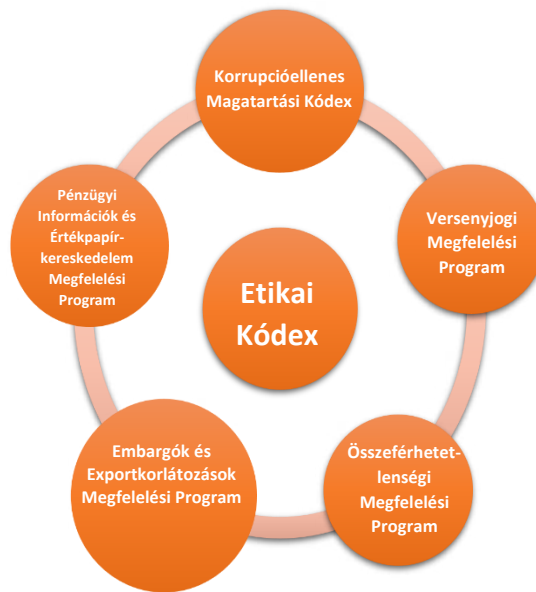 Korrupcióellenes
Magatartási Kódex
Versenyjogi
Megfelelési
Program
Összeférhetet-
lenségi
Megfelelési
Program
Embargók és
Exportkorlátozások
Megfelelési Program
Pénzügyi
Információk és
Értékpapír-
kereskedelem
Megfelelési
Program
Etikai
Kódex